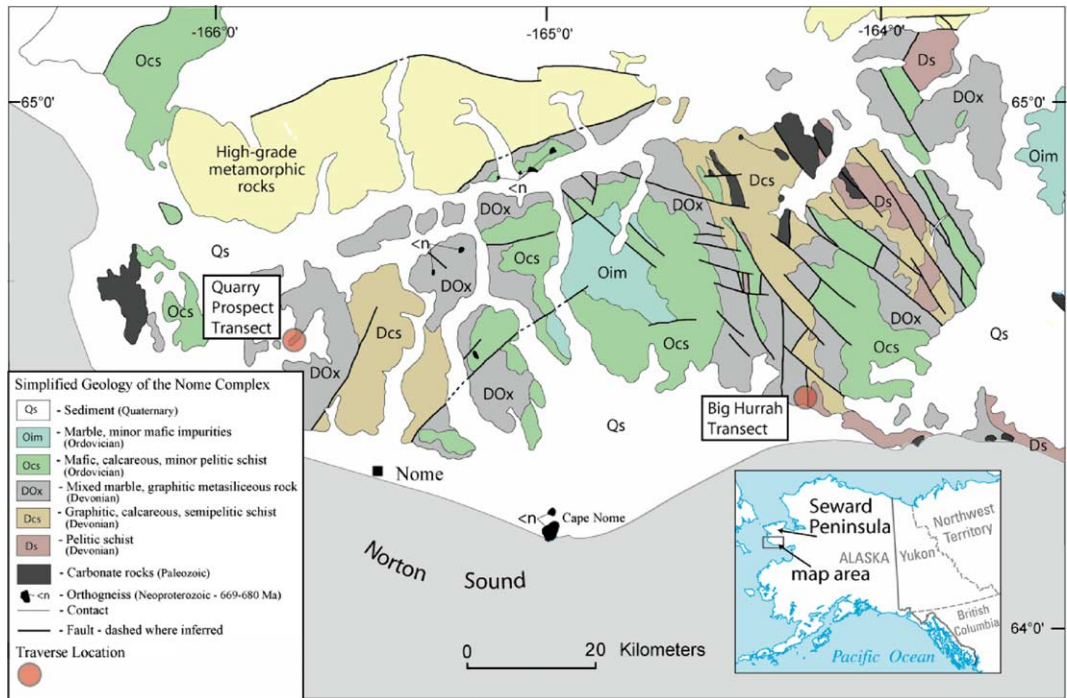 -166°0'
-165°0'
-164°0'
Ocs
Ds
65°0'
65°0'
DOx
High-grade
metamorphic
rocks
Oim
<n
Dcs
DOx
DOx
Ds
Qs
<n
Ocs
Oim
DOx
Quarry
Prospect
Transect
Ocs
DOx
Qs
Dcs
Ocs
Ocs
DOx
DOx
Big Hurrah
Transect
Qs
Ds
Nome
<n
Cape Nome
Norton Sound
Simplified Geology of the Nome Complex
Qs - Sediment (Quaternary)
Oim - Marble, minor mafic impurities
(Ordovician)
Ocs - Mafic, calcareous, minor pelitic schist
(Ordovician)
DOx - Mixed marble, graphitic metasiliceous rock
(Devonian)
Dcs - Graphitic, calcareous, semipelitic schist
(Devonian)
Ds - Pelitic schist
(Devonian)
- Carbonate rocks (Paleozoic)
<n - Orthogneiss (Neoproterozoic - 669-680 Ma)
- Contact
- Fault - dashed where inferred
Traverse Location
0 20 Kilometers
64°0'
Seward
Peninsula
Northwest
Territory
ALASKA
Yukon
map area
British
Columbia
Pacific Ocean